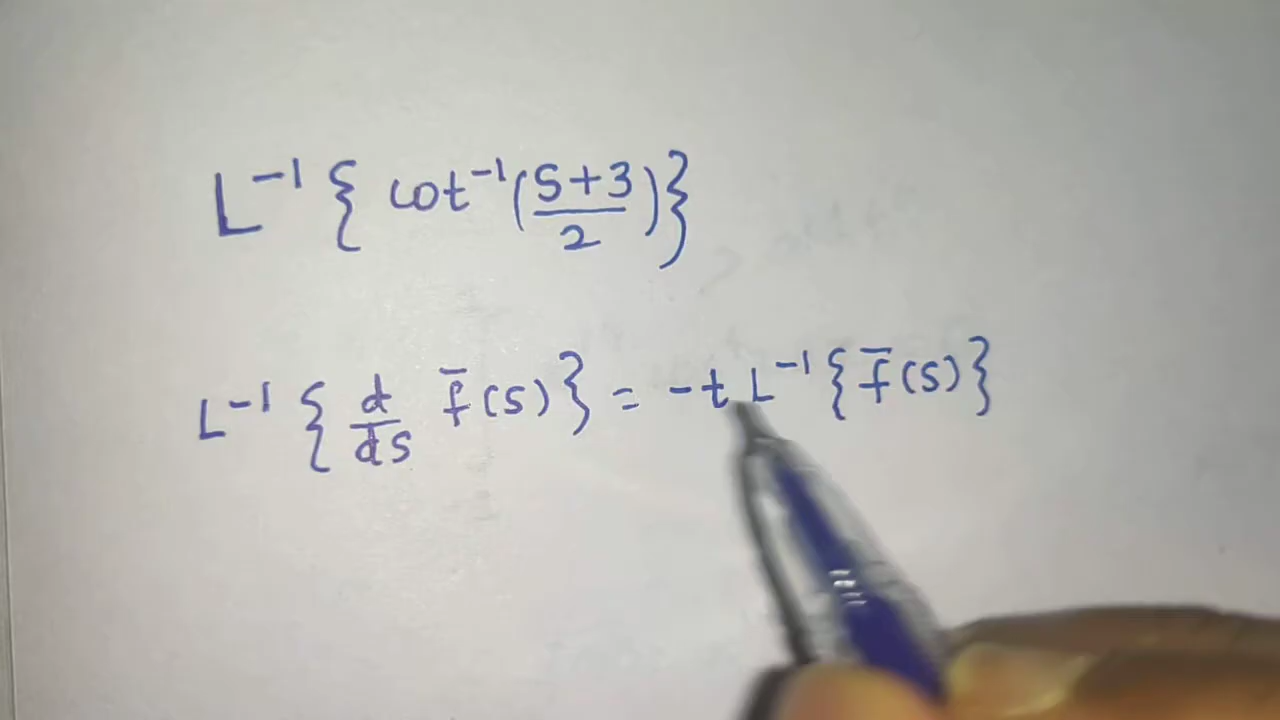 L⁻¹{ cot⁻¹(S+3/2)}
L⁻¹{ d/ds f̄(s)} = -t L⁻¹{f̄(s)}